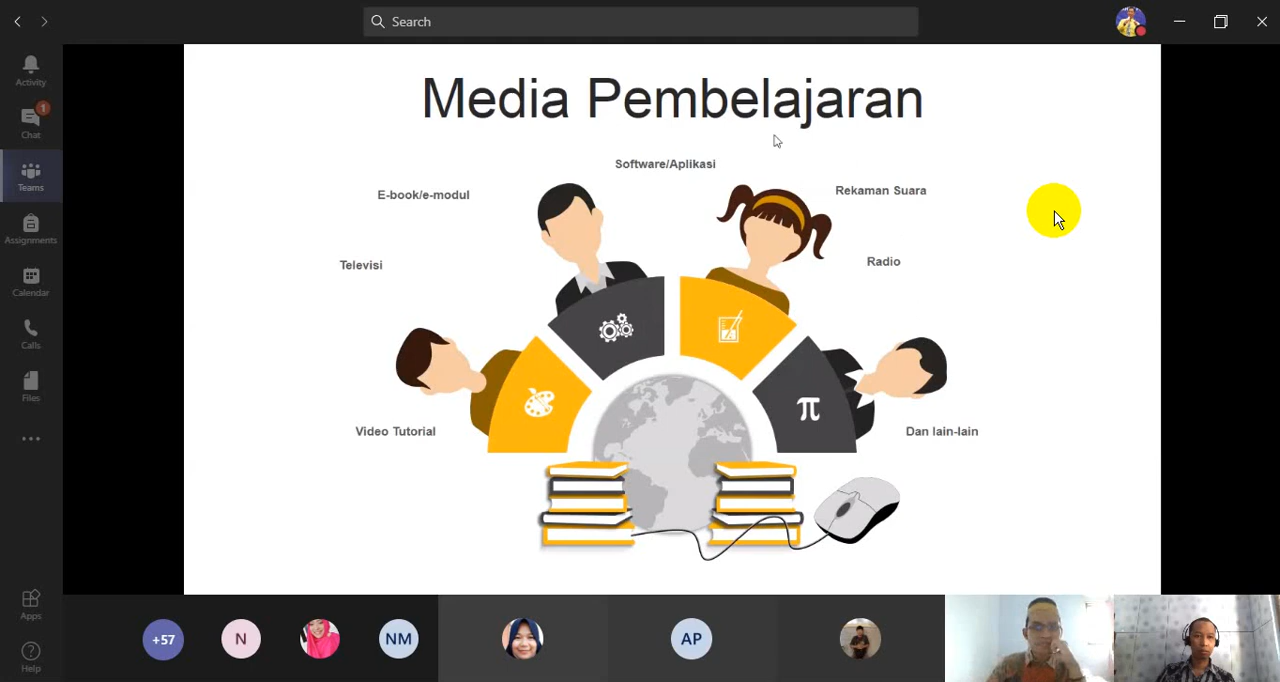 Search
Activity
Chat
1
Teams
Assignments
Calendar
Calls
Files
Apps
Help
Media Pembelajaran
Software/Aplikasi
E-book/e-modul
Rekaman Suara
Televisi
Radio
Video Tutorial
Dan lain-lain
π
+57
N
NM
AP